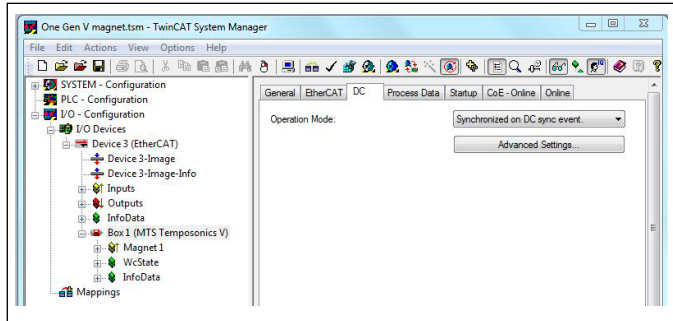 One Gen V magnet.tsm - TwinCAT System Manager
File Edit Actions View Options Help
SYSTEM - Configuration
PLC - Configuration
I/O - Configuration
I/O Devices
Device 3 (EtherCAT)
Device 3-Image
Device 3-Image-Info
Inputs
Outputs
InfoData
Box 1 (MTS Temposonics V)
Magnet 1
WcState
InfoData
Mappings
General EtherCAT DC Process Data Startup CoE - Online Online
Operation Mode: Synchronized on DC sync event.
Advanced Settings...